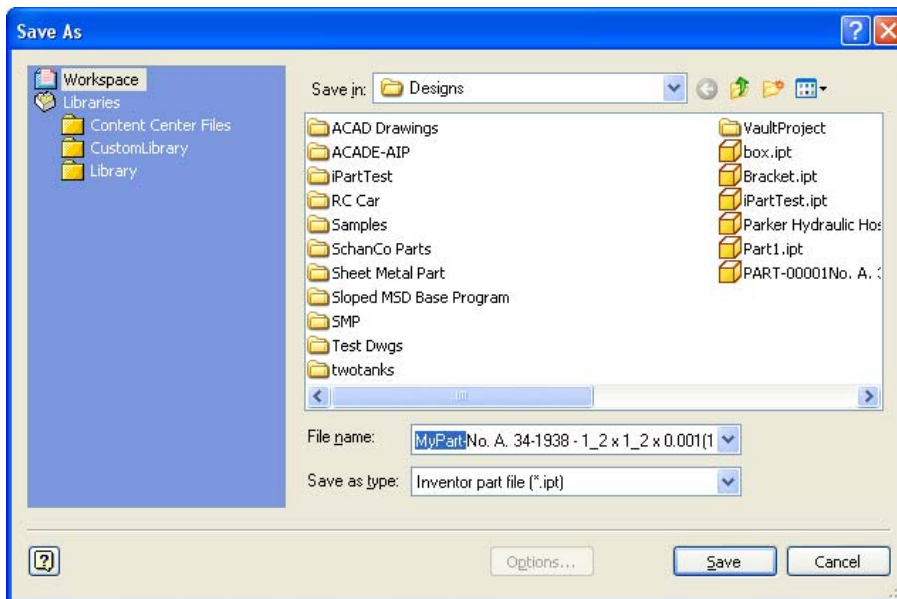 Save As
Workspace
Libraries
Content Center Files
CustomLibrary
Library
Save in: Designs
ACAD Drawings
ACADE-AIP
iPartTest
RC Car
Samples
SchanCo Parts
Sheet Metal Part
Sloped MSD Base Program
SMP
Test Dwgs
twotanks
VaultProject
box.ipt
Bracket.ipt
iPartTest.ipt
Parker Hydraulic Hos
Part1.ipt
PART-00001No. A. 3
File name: MyPart-No. A. 34-1938 - 1_2 x 1_2 x 0.001(1
Save as type: Inventor part file (*.ipt)
Options... Save Cancel